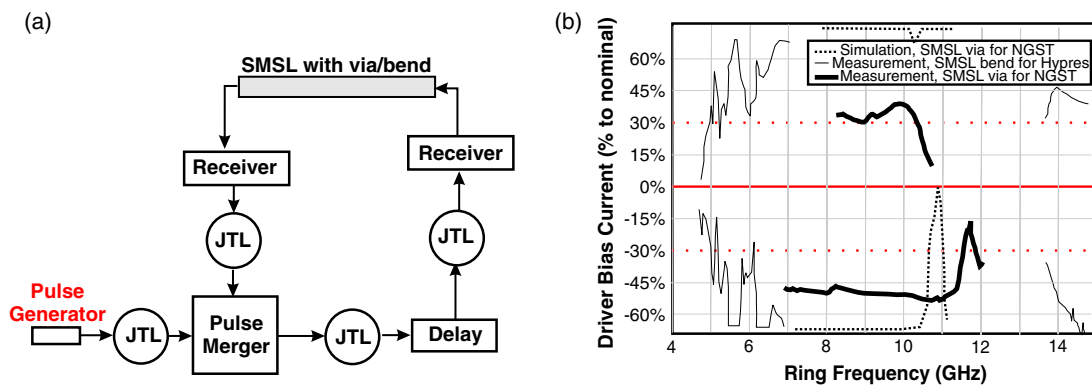 (a)
SMSL with via/bend
Receiver
Receiver
JTL
JTL
Pulse
Generator
JTL
Pulse
Merger
JTL
Delay
(b)
Driver Bias Current (% to nominal)
60%
45%
30%
15%
0%
-15%
-30%
-45%
-60%
Simulation, SMSL via for NGST
Measurement, SMSL bend for Hypres
Measurement, SMSL via for NGST
4 6 8 10 12 14
Ring Frequency (GHz)